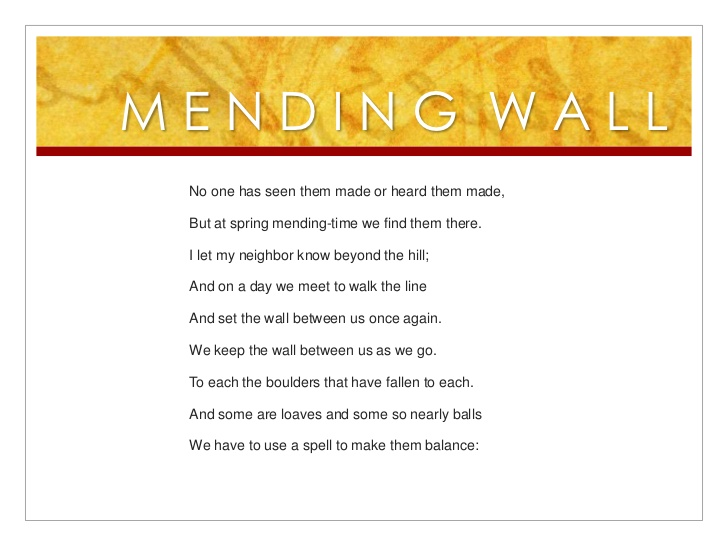 MENDING WALL
No one has seen them made or heard them made,
But at spring mending-time we find them there.
I let my neighbor know beyond the hill;
And on a day we meet to walk the line
And set the wall between us once again.
We keep the wall between us as we go.
To each the boulders that have fallen to each.
And some are loaves and some so nearly balls
We have to use a spell to make them balance: